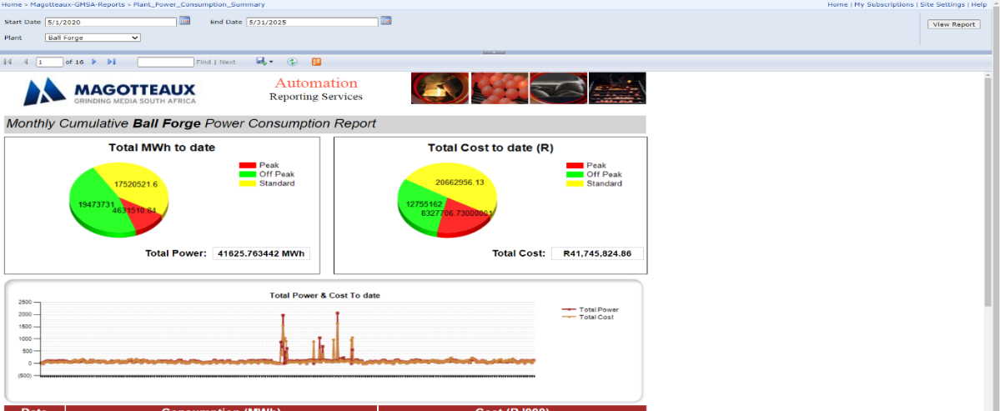 Home > Magotteaux-GMSA-Reports > Plant_Power_Consumption_Summary
Home | My Subscriptions | Site Settings | Help
Start Date 5/1/2020 End Date 5/31/2025
View Report
Plant Ball Forge
1 of 16 Find | Next
MAGOTTEAUX
GRINDING MEDIA SOUTH AFRICA
Automation
Reporting Services
Monthly Cumulative Ball Forge Power Consumption Report
Total MWh to date
Peak
Off Peak
Standard
17520521.6
19473731
4631510.84
Total Power: 41625.763442 MWh
Total Cost to date (R)
Peak
Off Peak
Standard
20662956.13
12755162
8327706.73000001
Total Cost: R41,745,824.86
Total Power & Cost To date
2500
2000
1500
1000
500
0
(500)
Total Power
Total Cost
Date Consumption (MWh) Cost (R '000)